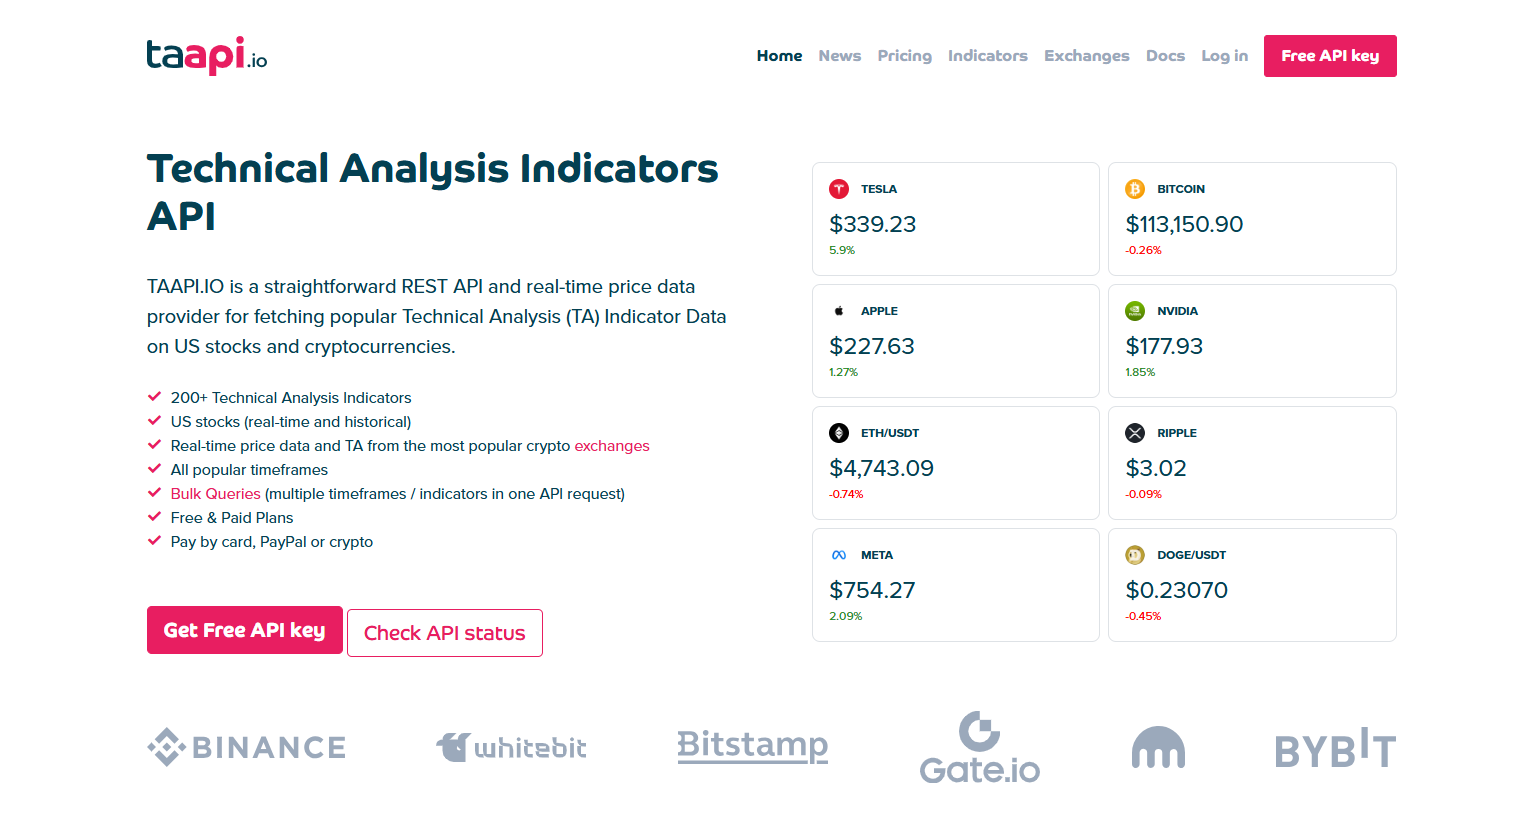 taapi.io
Home News Pricing Indicators Exchanges Docs Log in Free API key
Technical Analysis Indicators
API
TAAPI.IO is a straightforward REST API and real-time price data
provider for fetching popular Technical Analysis (TA) Indicator Data
on US stocks and cryptocurrencies.
200+ Technical Analysis Indicators
US stocks (real-time and historical)
Real-time price data and TA from the most popular crypto exchanges
All popular timeframes
Bulk Queries (multiple timeframes / indicators in one API request)
Free & Paid Plans
Pay by card, PayPal or crypto
Get Free API key Check API status
TESLA
$339.23
5.9%
BITCOIN
$113,150.90
-0.26%
APPLE
$227.63
1.27%
NVIDIA
$177.93
1.85%
ETH/USDT
$4,743.09
-0.74%
RIPPLE
$3.02
-0.09%
META
$754.27
2.09%
DOGE/USDT
$0.23070
-0.45%
BINANCE
whitebit
Bitstamp
Gate.io
BYBIT